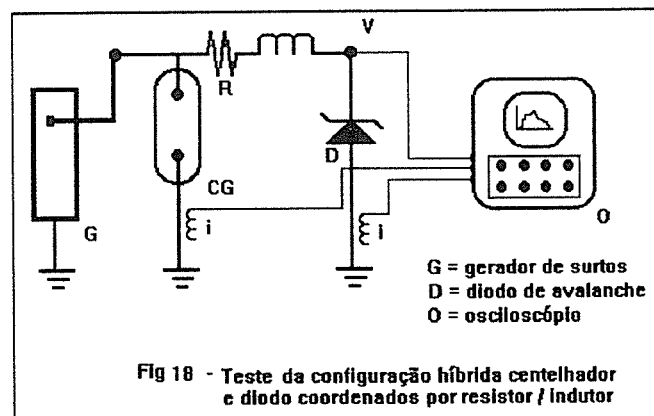 V
R
D
CG
G
i
i
O
G = gerador de surtos
D = diodo de avalanche
O = osciloscópio
Fig 18 - Teste da configuração híbrida centelhador
e diodo coordenados por resistor / indutor